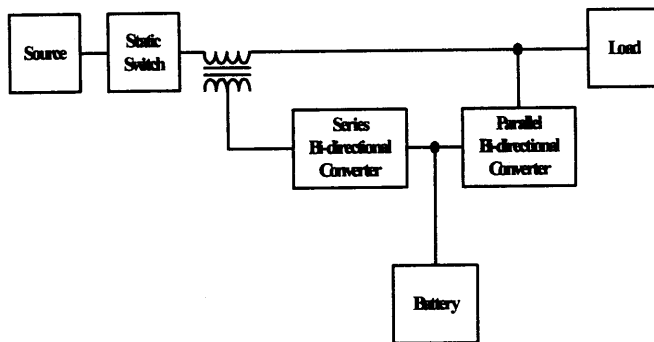 Source
Static
Switch
Load
Series
Bi-directional
Converter
Parallel
Bi-directional
Converter
Battery